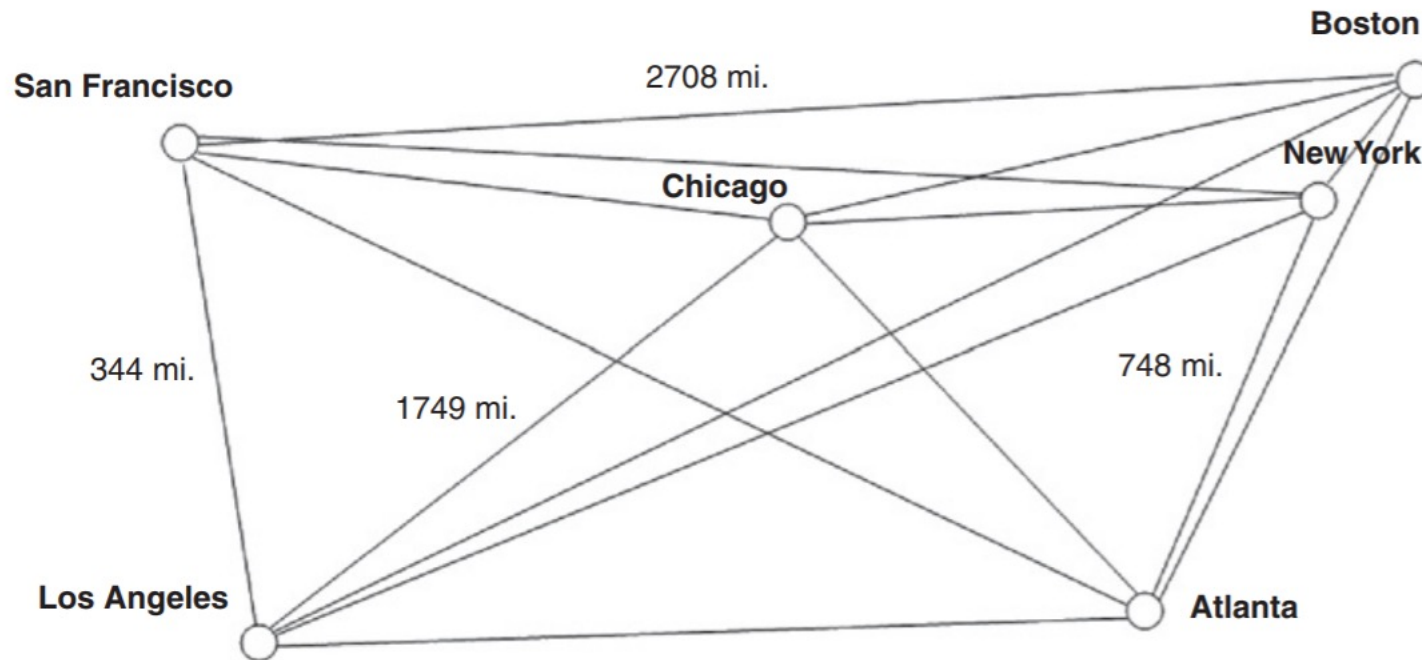 Boston
San Francisco
2708 mi.
New York
Chicago
344 mi.
1749 mi.
748 mi.
Los Angeles
Atlanta